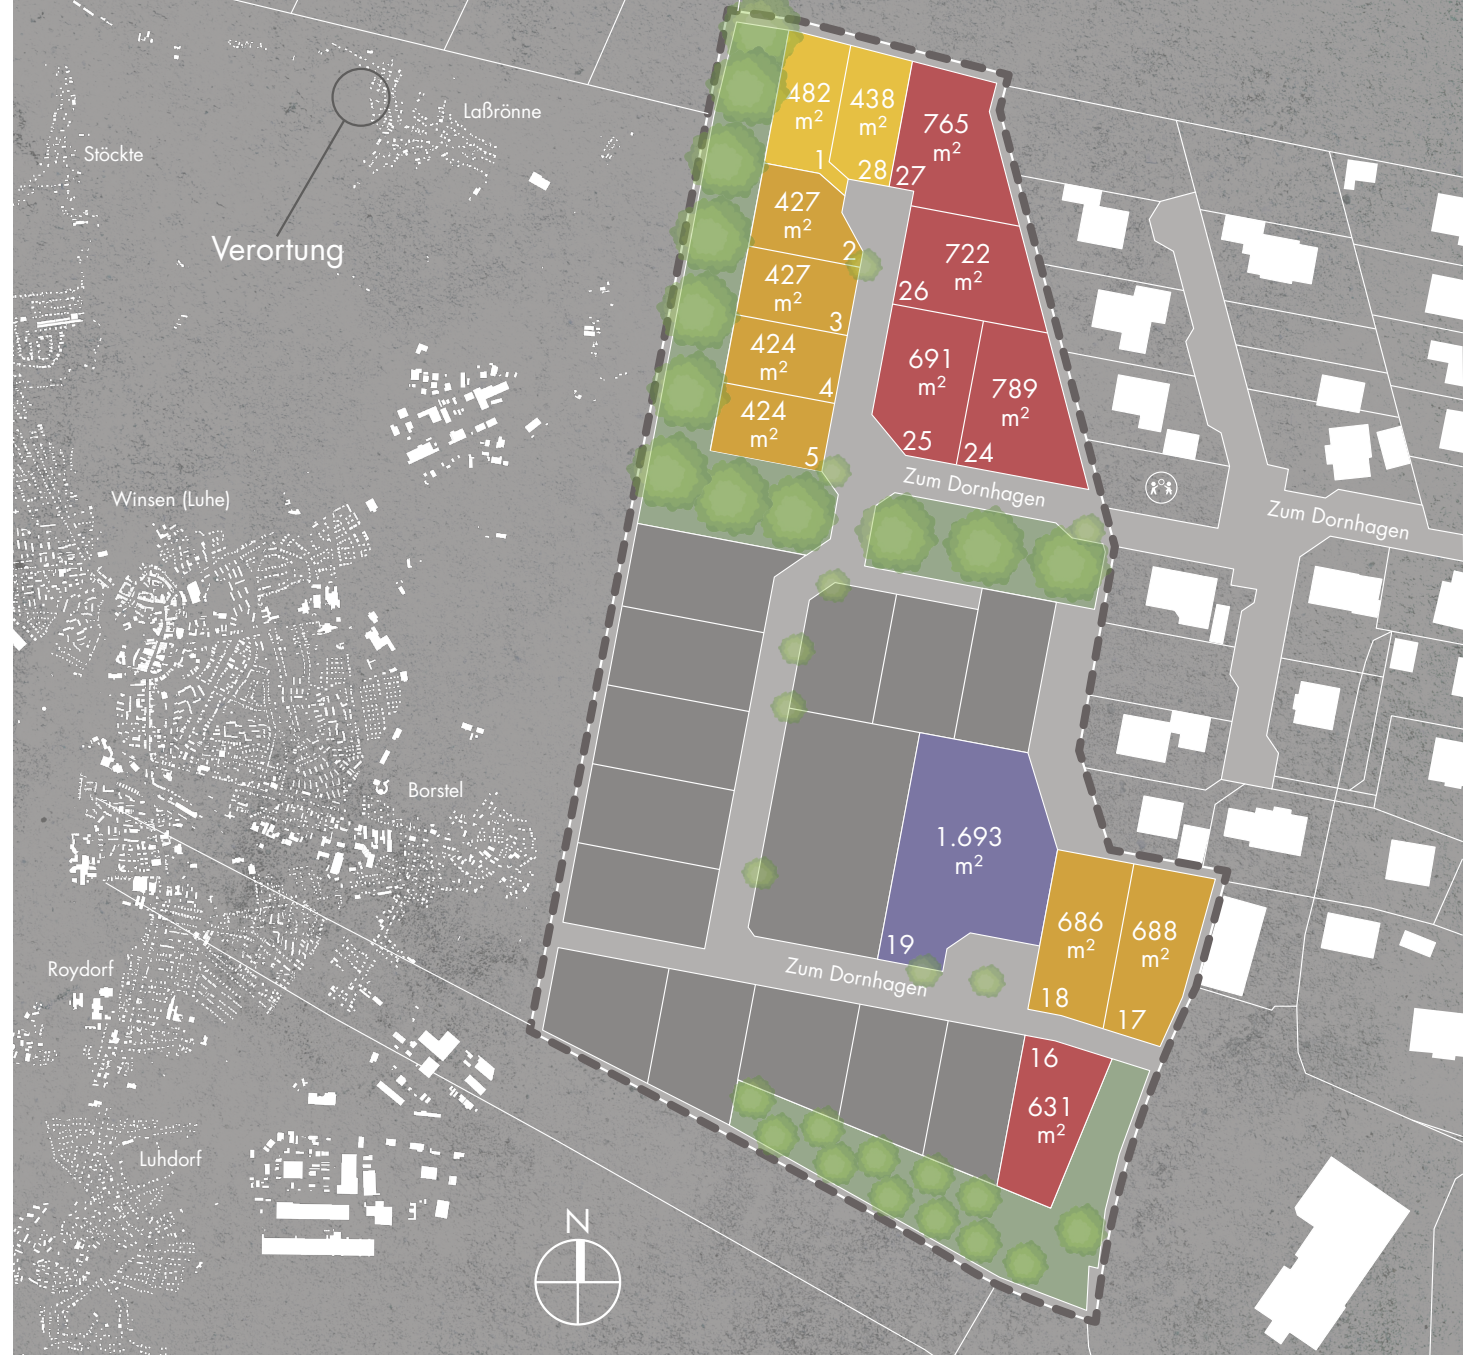 Laßrönne
Stöckte
Verortung
Winsen (Luhe)
Borstel
Roydorf
Luhdorf
N
482
m²
1
438
m²
28
765
m²
27
427
m²
2
722
m²
26
427
m²
3
424
m²
4
424
m²
5
691
m²
25
789
m²
24
Zum Dornhagen
Zum Dornhagen
1.693
m²
19
686
m²
18
688
m²
17
Zum Dornhagen
16
631
m²